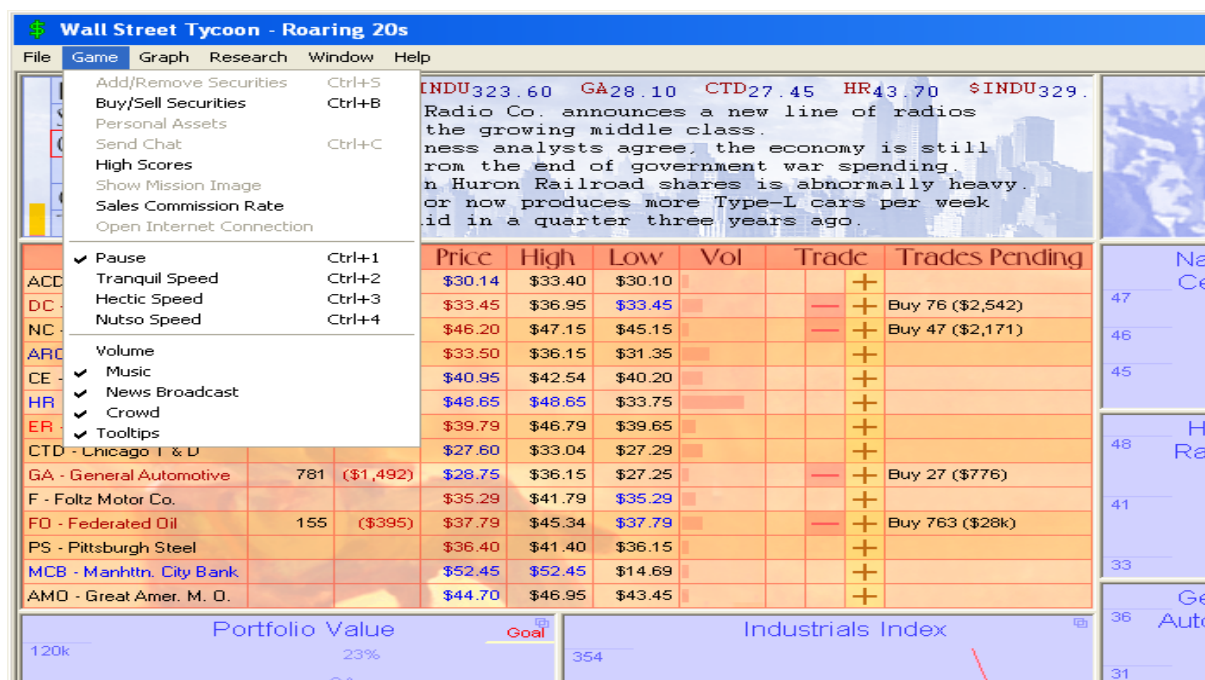 Wall Street Tycoon - Roaring 20s
File Game Graph Research Window Help
Add/Remove Securities Ctrl+S
Buy/Sell Securities Ctrl+B
Personal Assets
Send Chat Ctrl+C
High Scores
Show Mission Image
Sales Commission Rate
Open Internet Connection
Pause Ctrl+1
Tranquil Speed Ctrl+2
Hectic Speed Ctrl+3
Nutso Speed Ctrl+4
Volume
Music
News Broadcast
Crowd
Tooltips
INDU323.60 GA28.10 CTD27.45 HR43.70 $INDU329.
Radio Co. announces a new line of radios
the growing middle class.
ness analysts agree, the economy is still
rom the end of government war spending.
n Huron Railroad shares is abnormally heavy.
or now produces more Type-L cars per week
id in a quarter three years ago.
Price High Low Vol Trade Trades Pending
ACD $30.14 $33.40 $30.10
DC - $33.45 $36.95 $33.45 Buy 76 ($2,542)
NC - $46.20 $47.15 $45.15 Buy 47 ($2,171)
ARC $33.50 $36.15 $31.35
CE - $40.95 $42.54 $40.20
HR $48.65 $48.65 $33.75
ER - $39.79 $46.79 $39.65
CTD - Chicago T & D $27.60 $33.04 $27.29
GA - General Automotive 781 ($1,492) $28.75 $36.15 $27.25 Buy 27 ($776)
F - Foltz Motor Co. $35.29 $41.79 $35.29
FO - Federated Oil 155 ($395) $37.79 $45.34 $37.79 Buy 763 ($28k)
PS - Pittsburgh Steel $36.40 $41.40 $36.15
MCB - Manhttn. City Bank $52.45 $52.45 $14.69
AMO - Great Amer. M. O. $44.70 $46.95 $43.45
Na
Ce
47
46
45
H
Ra
48
41
33
Ge
Auto
36
31
Portfolio Value
Goal
120k
23%
Industrials Index
354